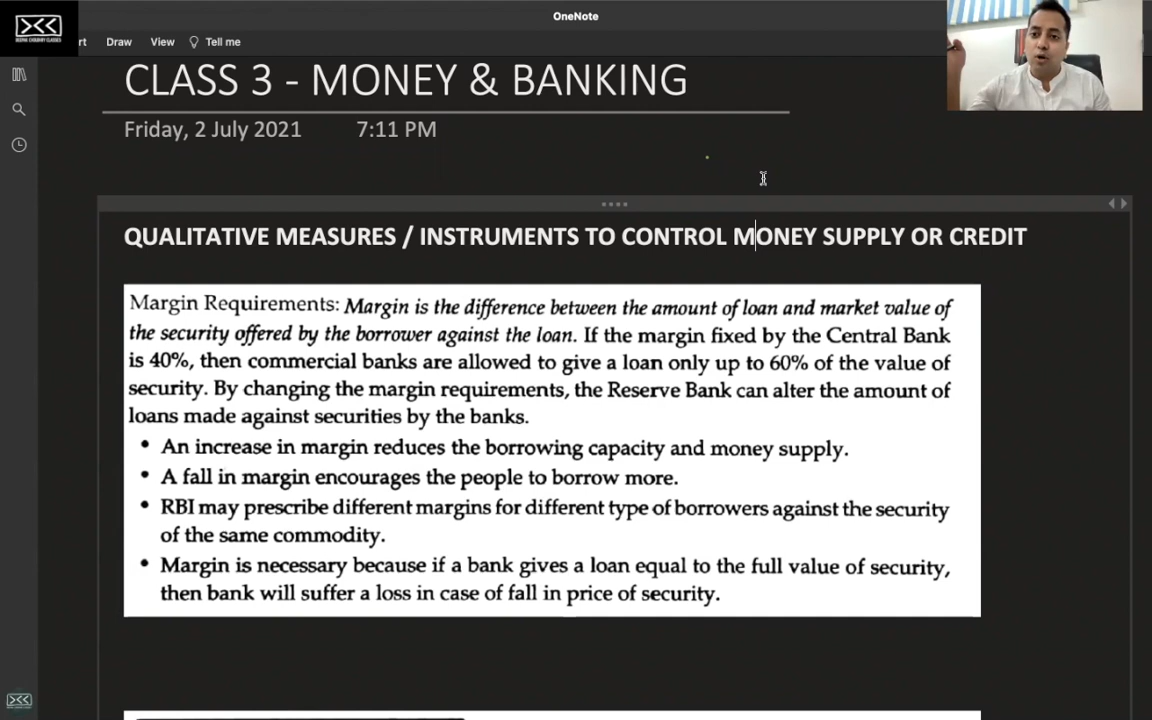 OneNote
rt Draw View Tell me
CLASS 3 - MONEY & BANKING
Friday, 2 July 2021 7:11 PM
QUALITATIVE MEASURES / INSTRUMENTS TO CONTROL MONEY SUPPLY OR CREDIT
Margin Requirements: Margin is the difference between the amount of loan and market value of
the security offered by the borrower against the loan. If the margin fixed by the Central Bank
is 40%, then commercial banks are allowed to give a loan only up to 60% of the value of
security. By changing the margin requirements, the Reserve Bank can alter the amount of
loans made against securities by the banks.
• An increase in margin reduces the borrowing capacity and money supply.
• A fall in margin encourages the people to borrow more.
• RBI may prescribe different margins for different type of borrowers against the security
of the same commodity.
• Margin is necessary because if a bank gives a loan equal to the full value of security,
then bank will suffer a loss in case of fall in price of security.